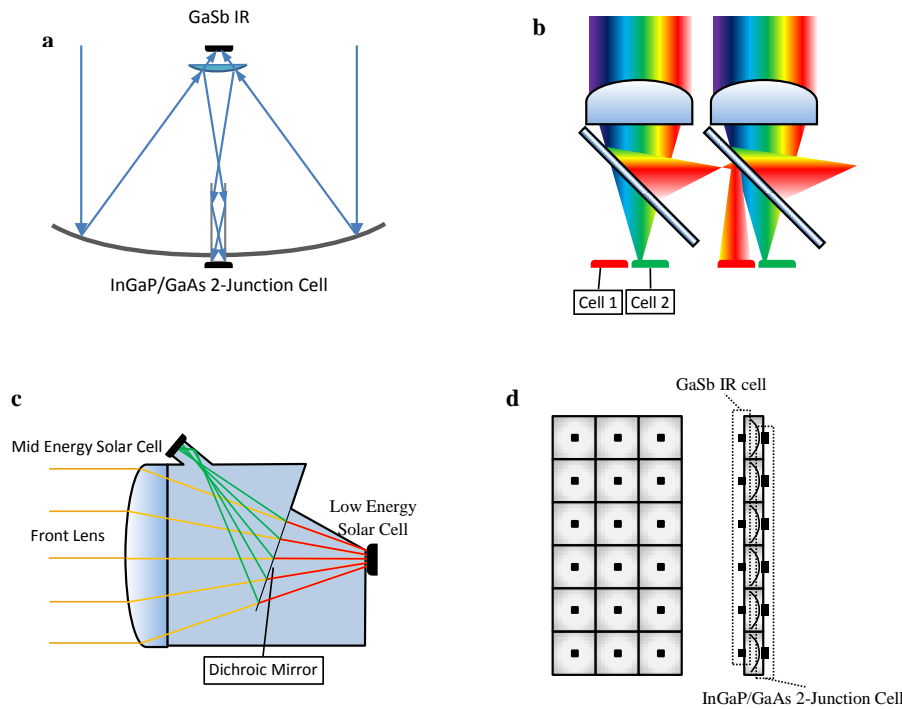 a
GaSb IR
InGaP/GaAs 2-Junction Cell
b
Cell 1
Cell 2
c
Mid Energy Solar Cell
Front Lens
Low Energy
Solar Cell
Dichroic Mirror
d
GaSb IR cell
InGaP/GaAs 2-Junction Cell